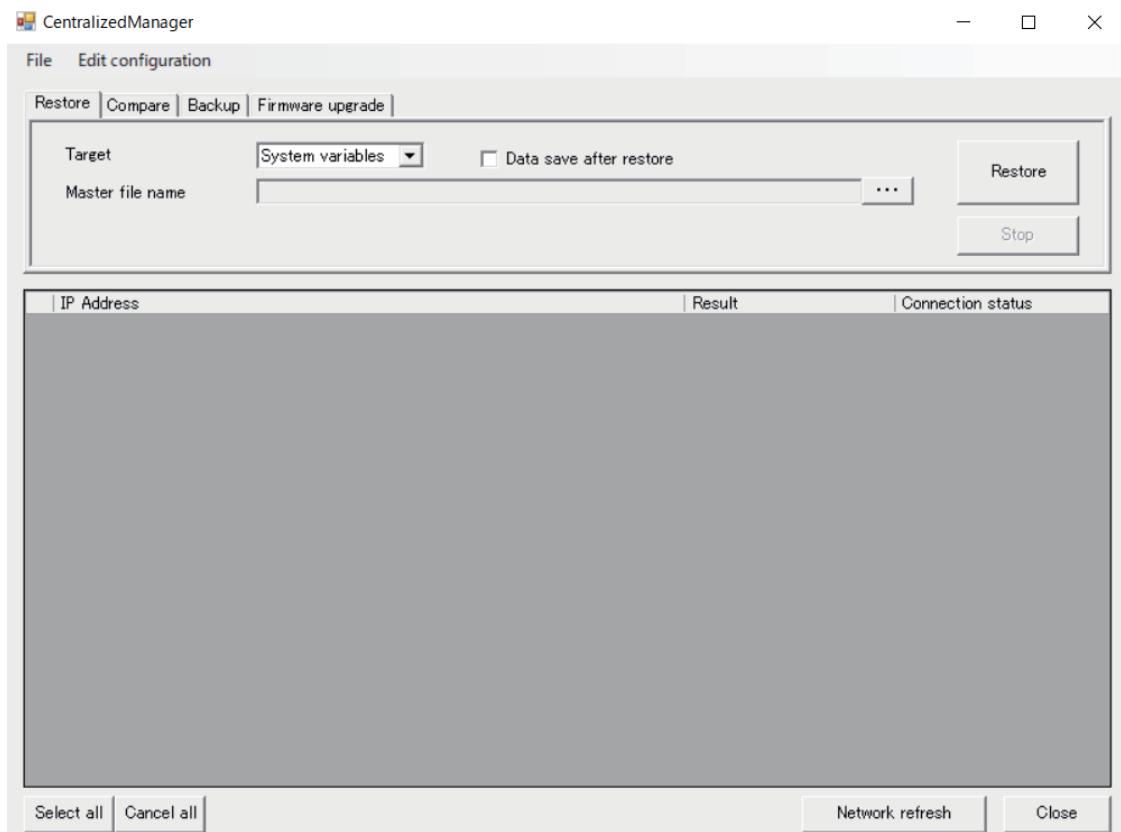 CentralizedManager
File Edit configuration
Restore Compare Backup Firmware upgrade
Target System variables Data save after restore Restore
Master file name ...
Stop
IP Address Result Connection status
Select all Cancel all Network refresh Close